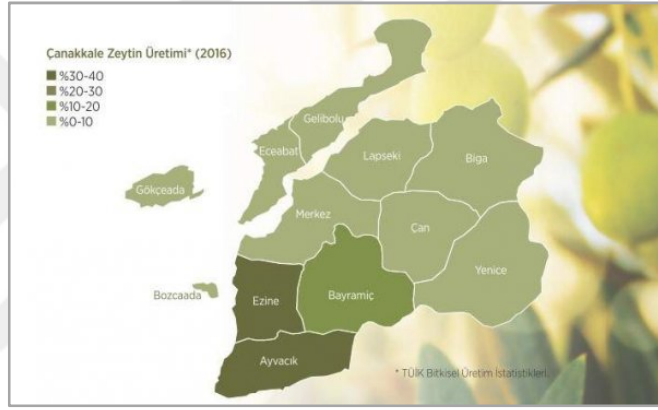 Çanakkale Zeytin Üretimi* (2016)
%30-40
%20-30
%10-20
%0-10
Gelibolu
Eceabat
Lapseki
Biga
Gökçeada
Merkez
Çan
Yenice
Bozcaada
Ezine
Bayramiç
Ayvacık
* TÜİK Bitkisel Üretim İstatistikleri.